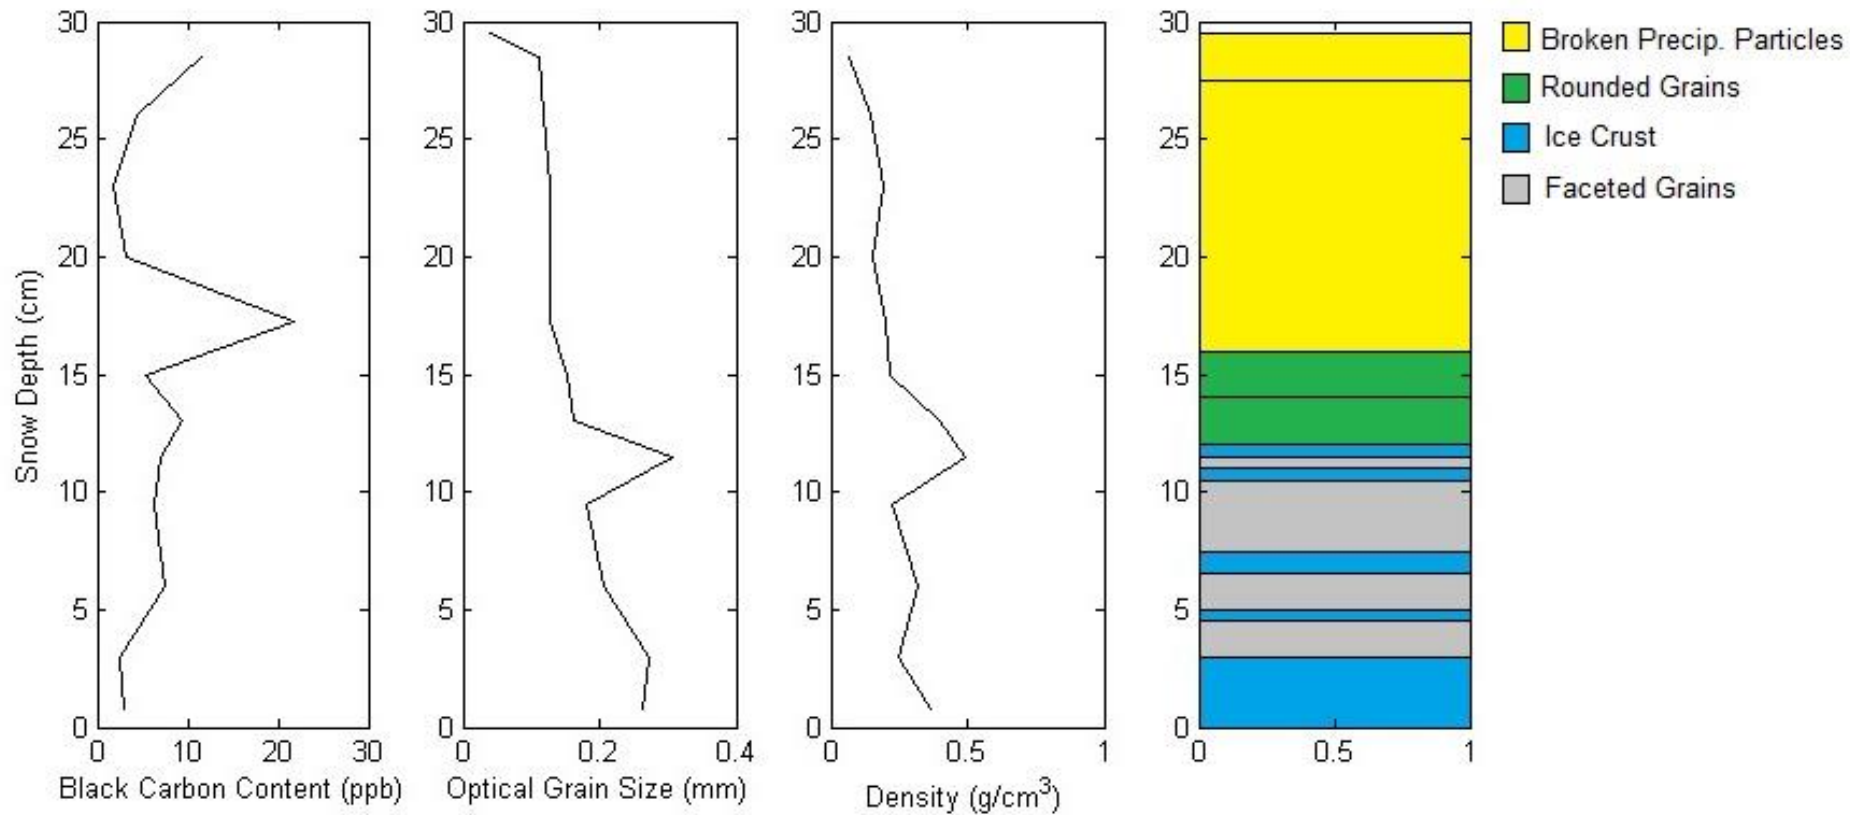 30
25
20
15
10
5
0
0 10 20 30
Snow Depth (cm)
Black Carbon Content (ppb)
30
25
20
15
10
5
0
0 0.2 0.4
Optical Grain Size (mm)
30
25
20
15
10
5
0
0 0.5 1
Density (g/cm³)
30
25
20
15
10
5
0
0 0.5 1
Broken Precip. Particles
Rounded Grains
Ice Crust
Faceted Grains